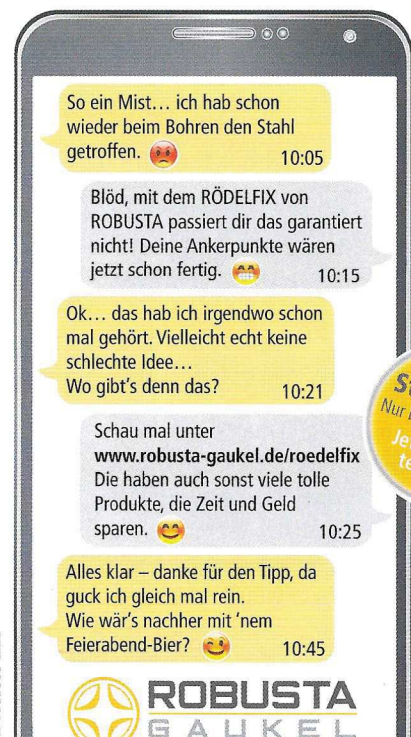 So ein Mist… ich hab schon
wieder beim Bohren den Stahl
getroffen.
10:05
Blöd, mit dem RÖDELFIX von
ROBUSTA passiert dir das garantiert
nicht! Deine Ankerpunkte wären
jetzt schon fertig.
10:15
Ok… das hab ich irgendwo schon
mal gehört. Vielleicht echt keine
schlechte Idee…
Wo gibt's denn das?
10:21
Schau mal unter
www.robusta-gaukel.de/roedelfix
Die haben auch sonst viele tolle
Produkte, die Zeit und Geld
sparen.
10:25
Alles klar – danke für den Tipp, da
guck ich gleich mal rein.
Wie wär's nachher mit 'nem
Feierabend-Bier?
10:45
Nur
ROBUSTA
GAUKEL